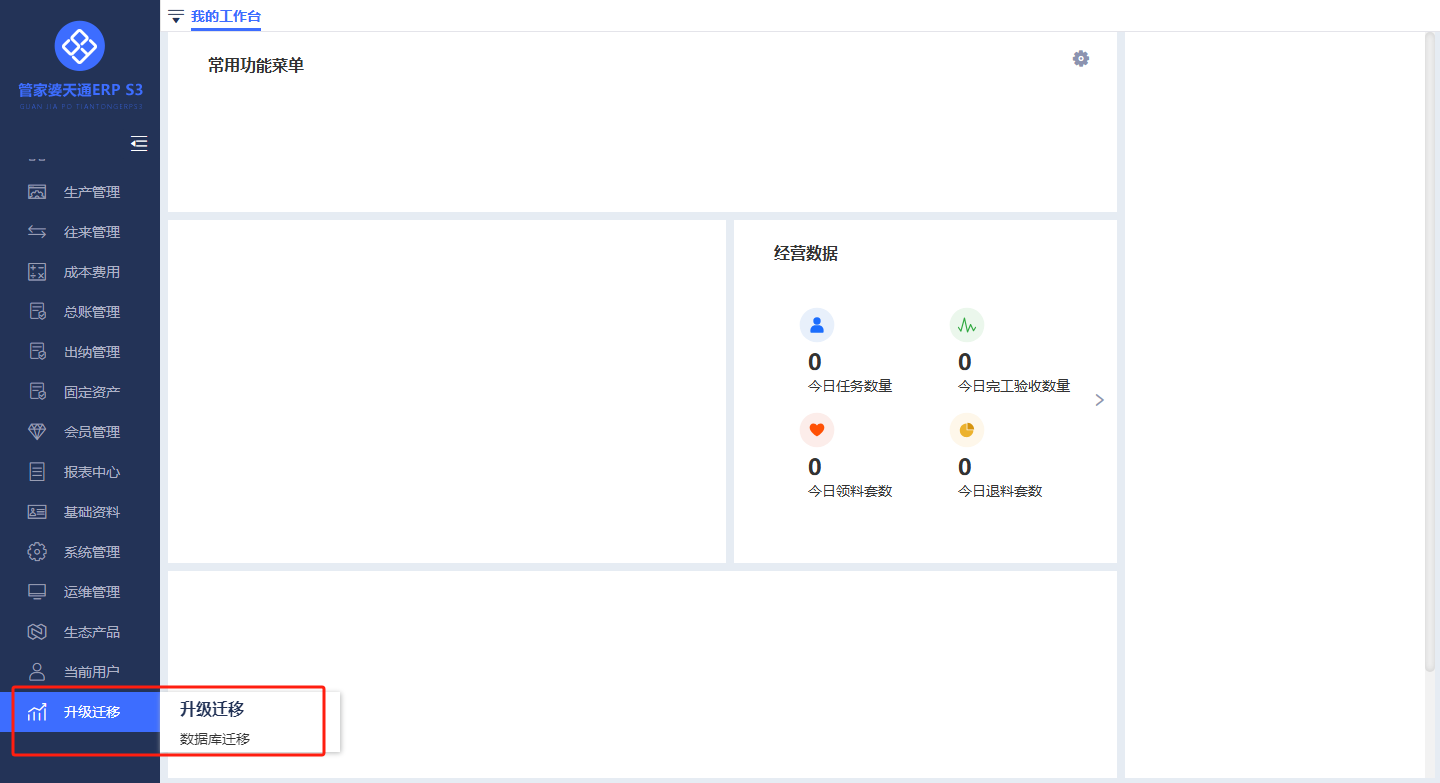 我的工作台
管家婆天通ERP S3
GUAN JIA PO TIANTONGERPS3
生产管理
往来管理
成本费用
总账管理
出纳管理
固定资产
会员管理
报表中心
基础资料
系统管理
运维管理
生态产品
当前用户
升级迁移
升级迁移
数据库迁移
常用功能菜单
经营数据
0
今日任务数量
0
今日完工验收数量
0
今日领料套数
0
今日退料套数